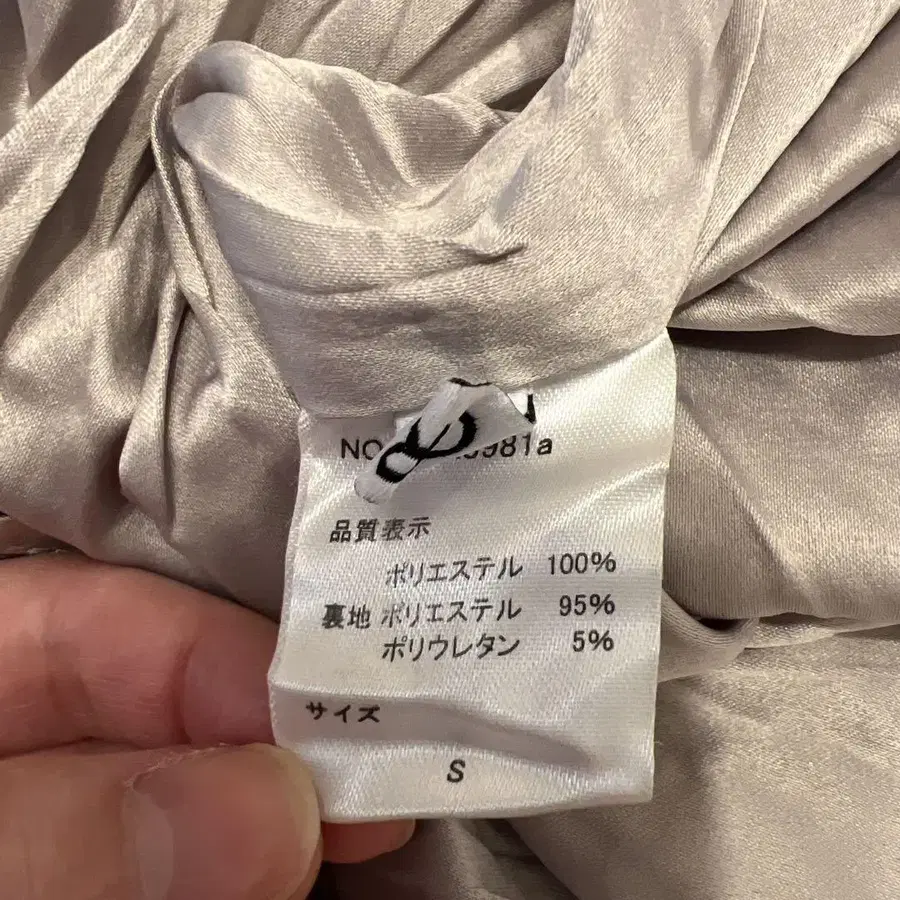 品質表示
ポリエステル 100%
裏地 ポリエステル 95%
ポリウレタン 5%
サイズ
S